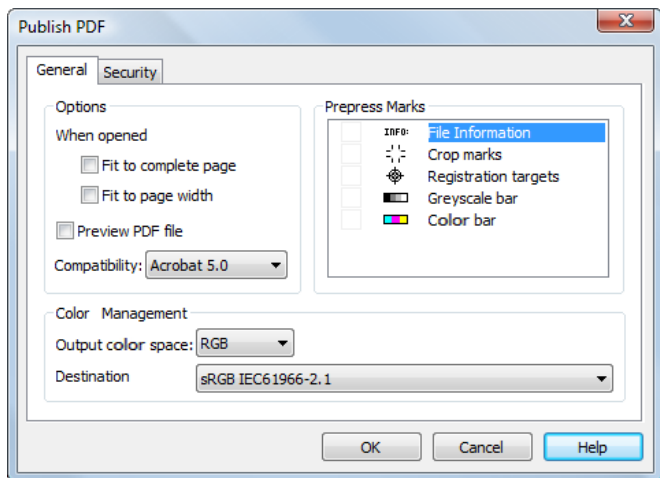 Publish PDF
General Security
Options
When opened
Fit to complete page
Fit to page width
Preview PDF file
Compatibility: Acrobat 5.0
Prepress Marks
INFO: File Information
Crop marks
Registration targets
Greyscale bar
Color bar
Color Management
Output color space: RGB
Destination sRGB IEC61966-2.1
OK Cancel Help